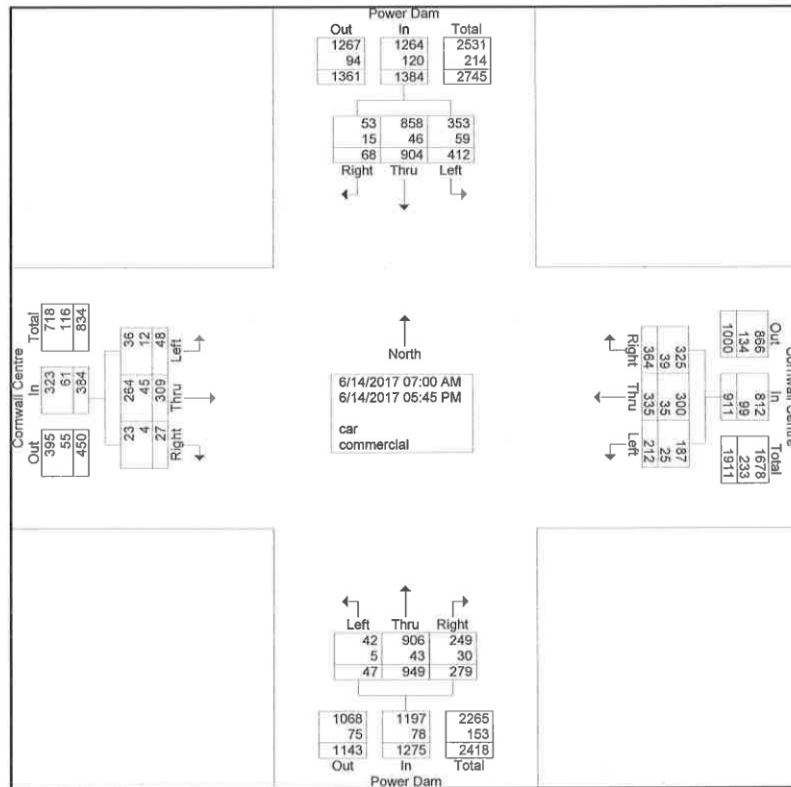 Power Dam
Out In Total
1267 1264 2531
94 120 214
1361 1384 2745
53 858 353
15 46 59
68 904 412
Right Thru Left
Cornwall Centre
Total In Out
718 323 395
116 61 55
834 384 450
36 264 23
12 45 4
48 309 27
Left Thru Right
North
6/14/2017 07:00 AM
6/14/2017 05:45 PM
car
commercial
Right Thru Left
325 300 187
39 35 25
364 335 212
Cornwall Centre
Out In Total
866 812 1678
134 99 233
1000 911 1911
Left Thru Right
42 906 249
5 43 30
47 949 279
1068 1197 2265
75 78 153
1143 1275 2418
Out In Total
Power Dam